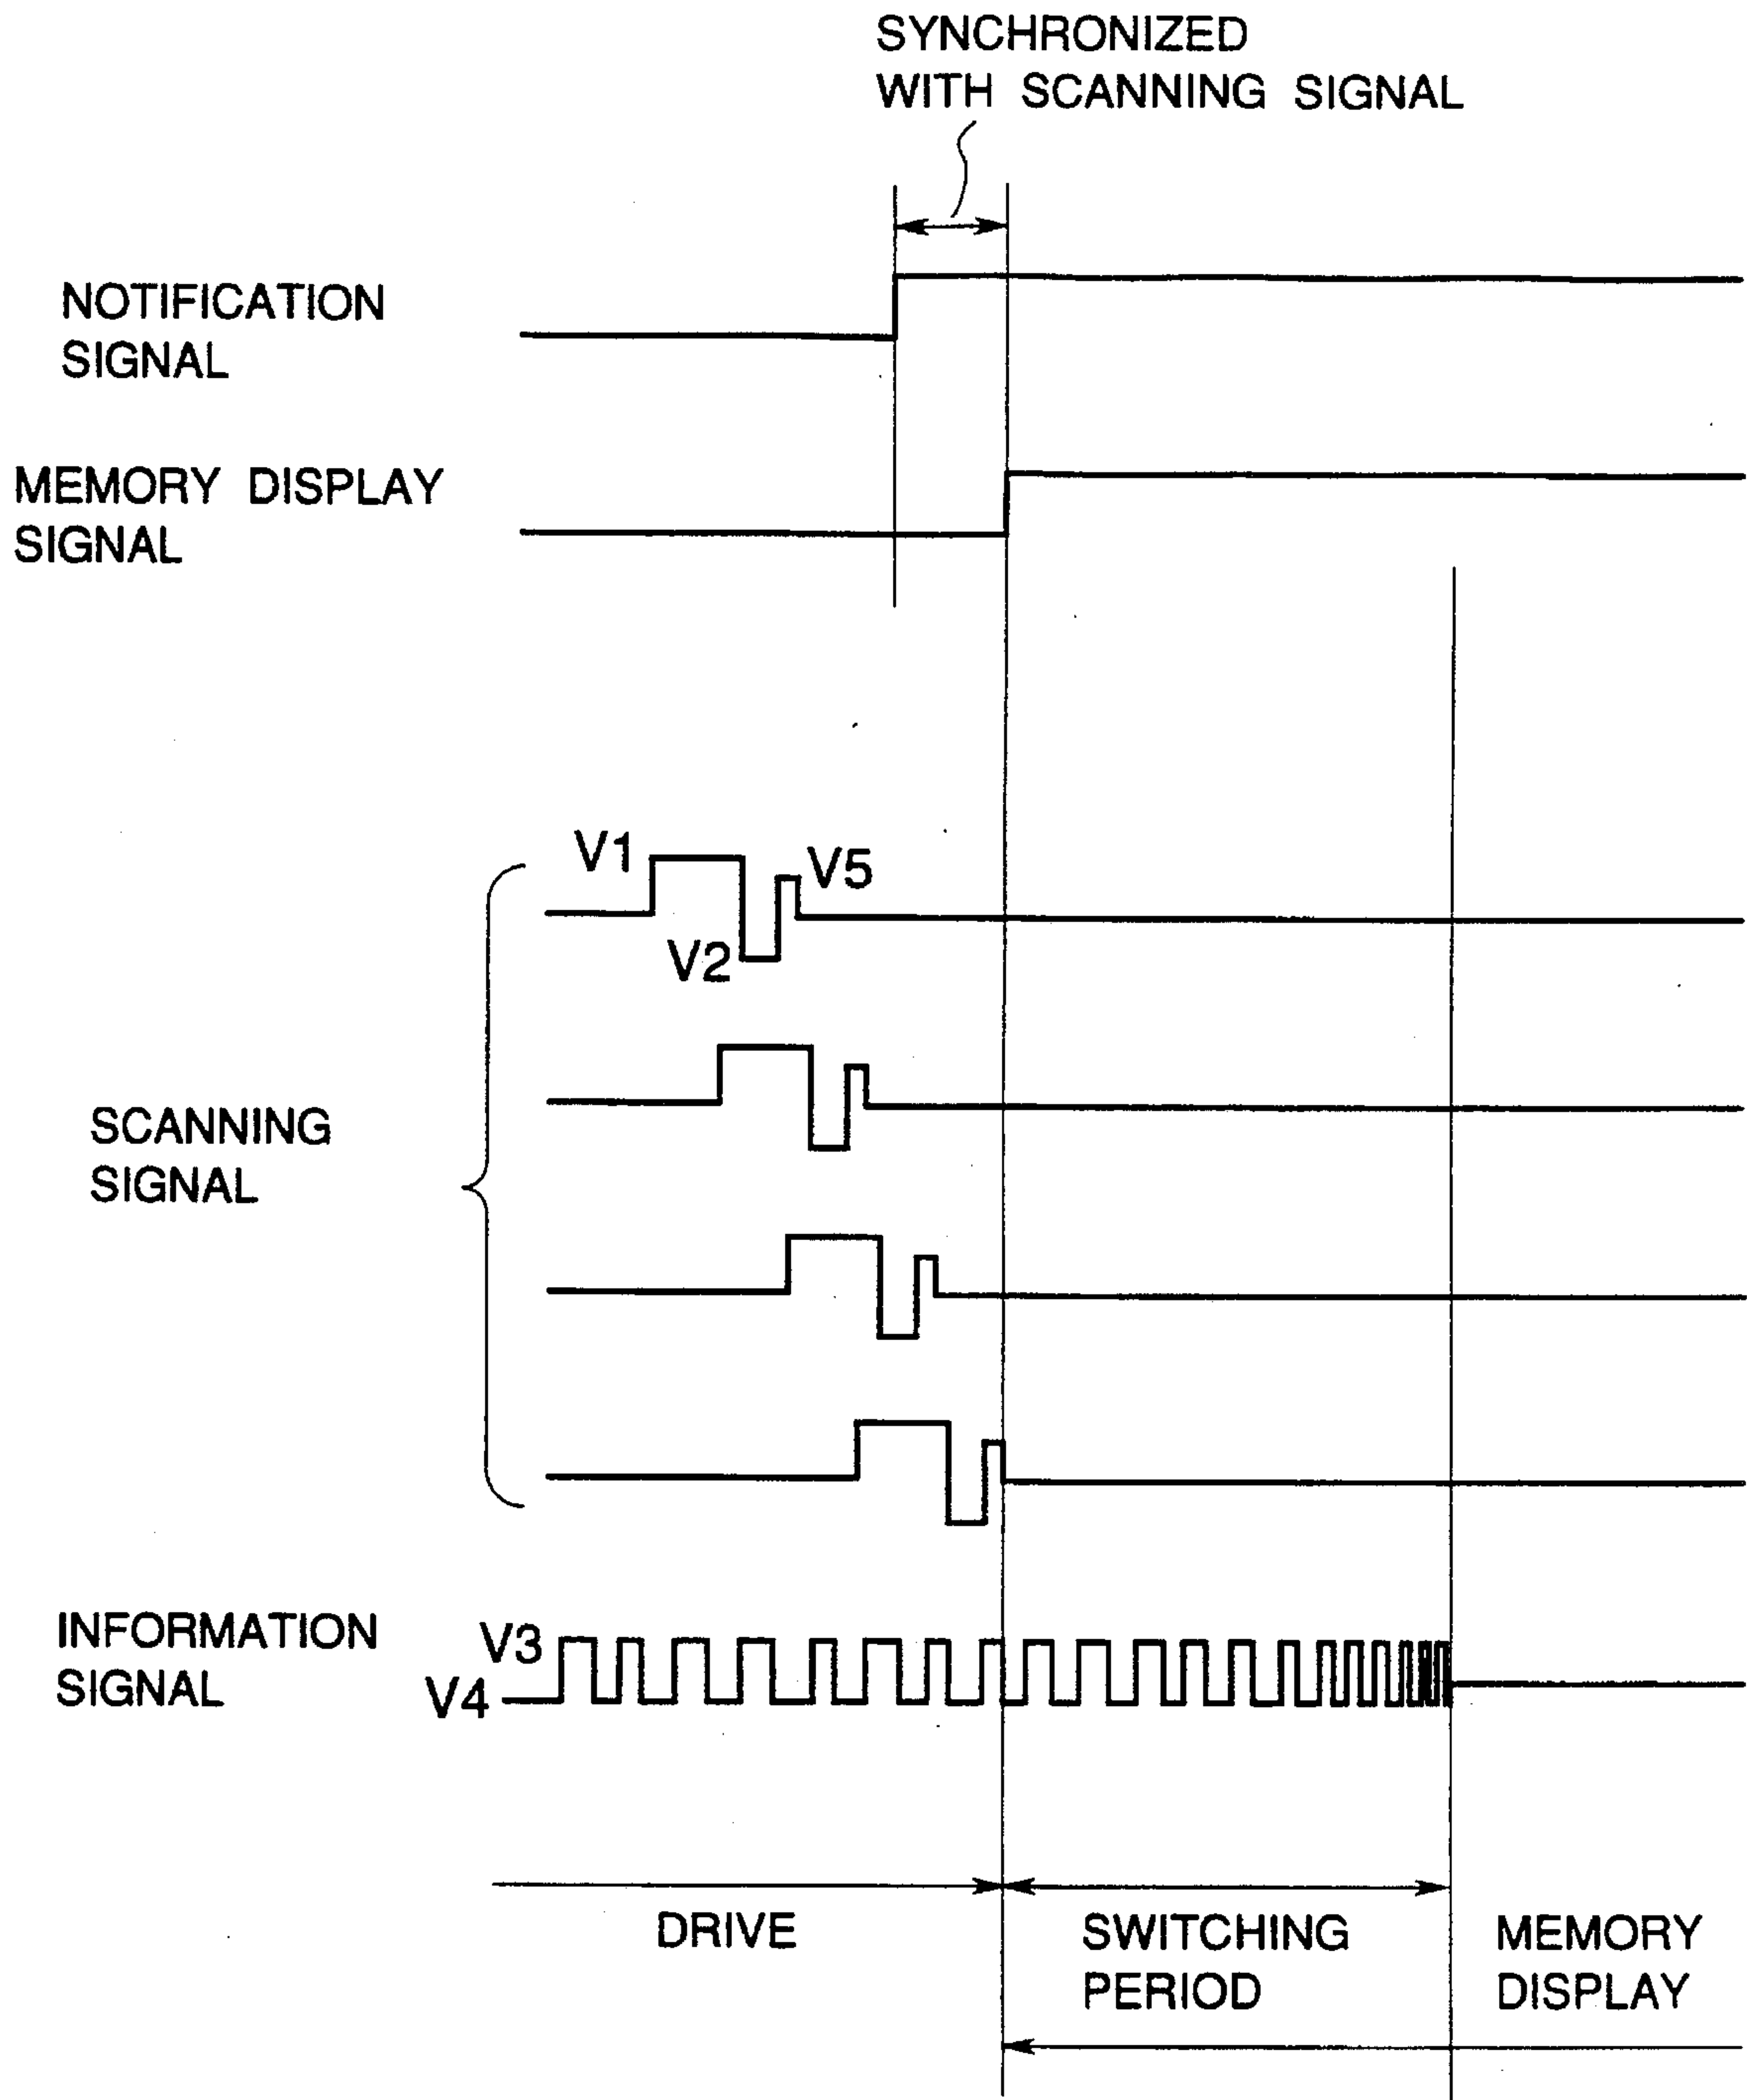 SYNCHRONIZED
WITH SCANNING SIGNAL
NOTIFICATION
SIGNAL
MEMORY DISPLAY
SIGNAL
V1
V5
V2
SCANNING
SIGNAL
INFORMATION
SIGNAL
V3
V4
DRIVE
SWITCHING
PERIOD
MEMORY
DISPLAY